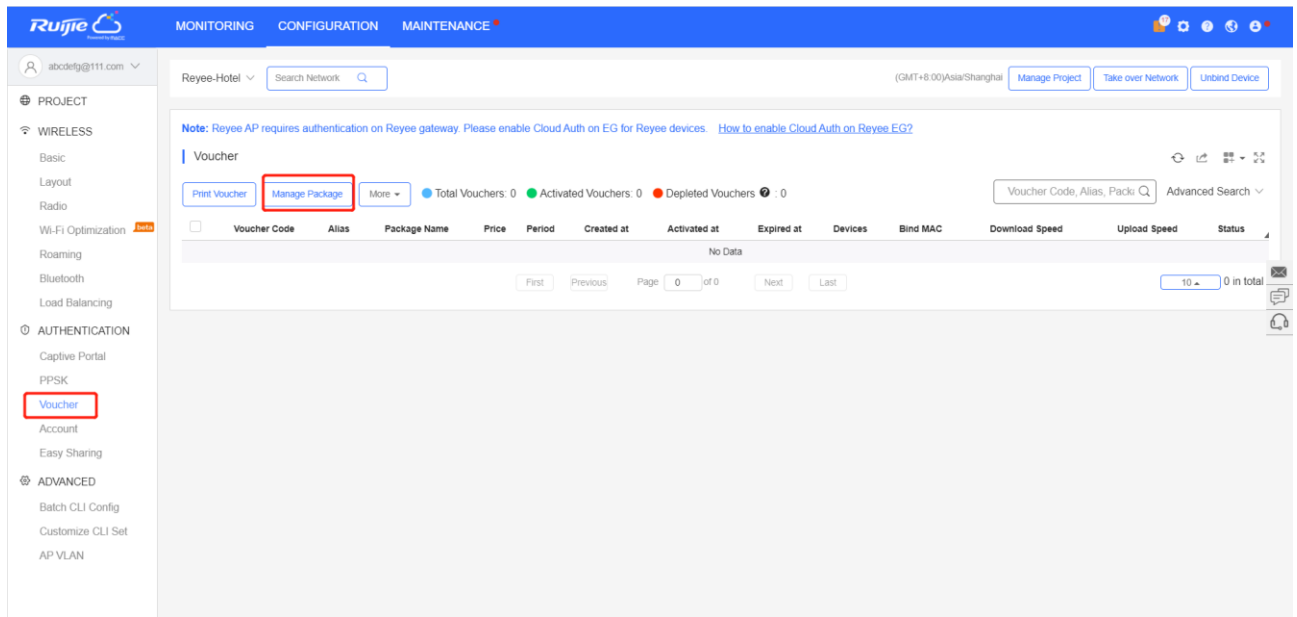 Ruijie
Powered by Reyee
MONITORING CONFIGURATION MAINTENANCE
17
abcdefg@111.com
Reyee-Hotel
Search Network
(GMT+8:00)Asia/Shanghai
Manage Project
Take over Network
Unbind Device
PROJECT
WIRELESS
Basic
Layout
Radio
Wi-Fi Optimization beta
Roaming
Bluetooth
Load Balancing
AUTHENTICATION
Captive Portal
PPSK
Voucher
Account
Easy Sharing
ADVANCED
Batch CLI Config
Customize CLI Set
AP VLAN
Note: Reyee AP requires authentication on Reyee gateway. Please enable Cloud Auth on EG for Reyee devices. How to enable Cloud Auth on Reyee EG?
Voucher
Print Voucher Manage Package More Total Vouchers: 0 Activated Vouchers: 0 Depleted Vouchers ? : 0 Voucher Code, Alias, Packa Advanced Search
Voucher Code Alias Package Name Price Period Created at Activated at Expired at Devices Bind MAC Download Speed Upload Speed Status
No Data
First Previous Page 0 of 0 Next Last 10 0 in total